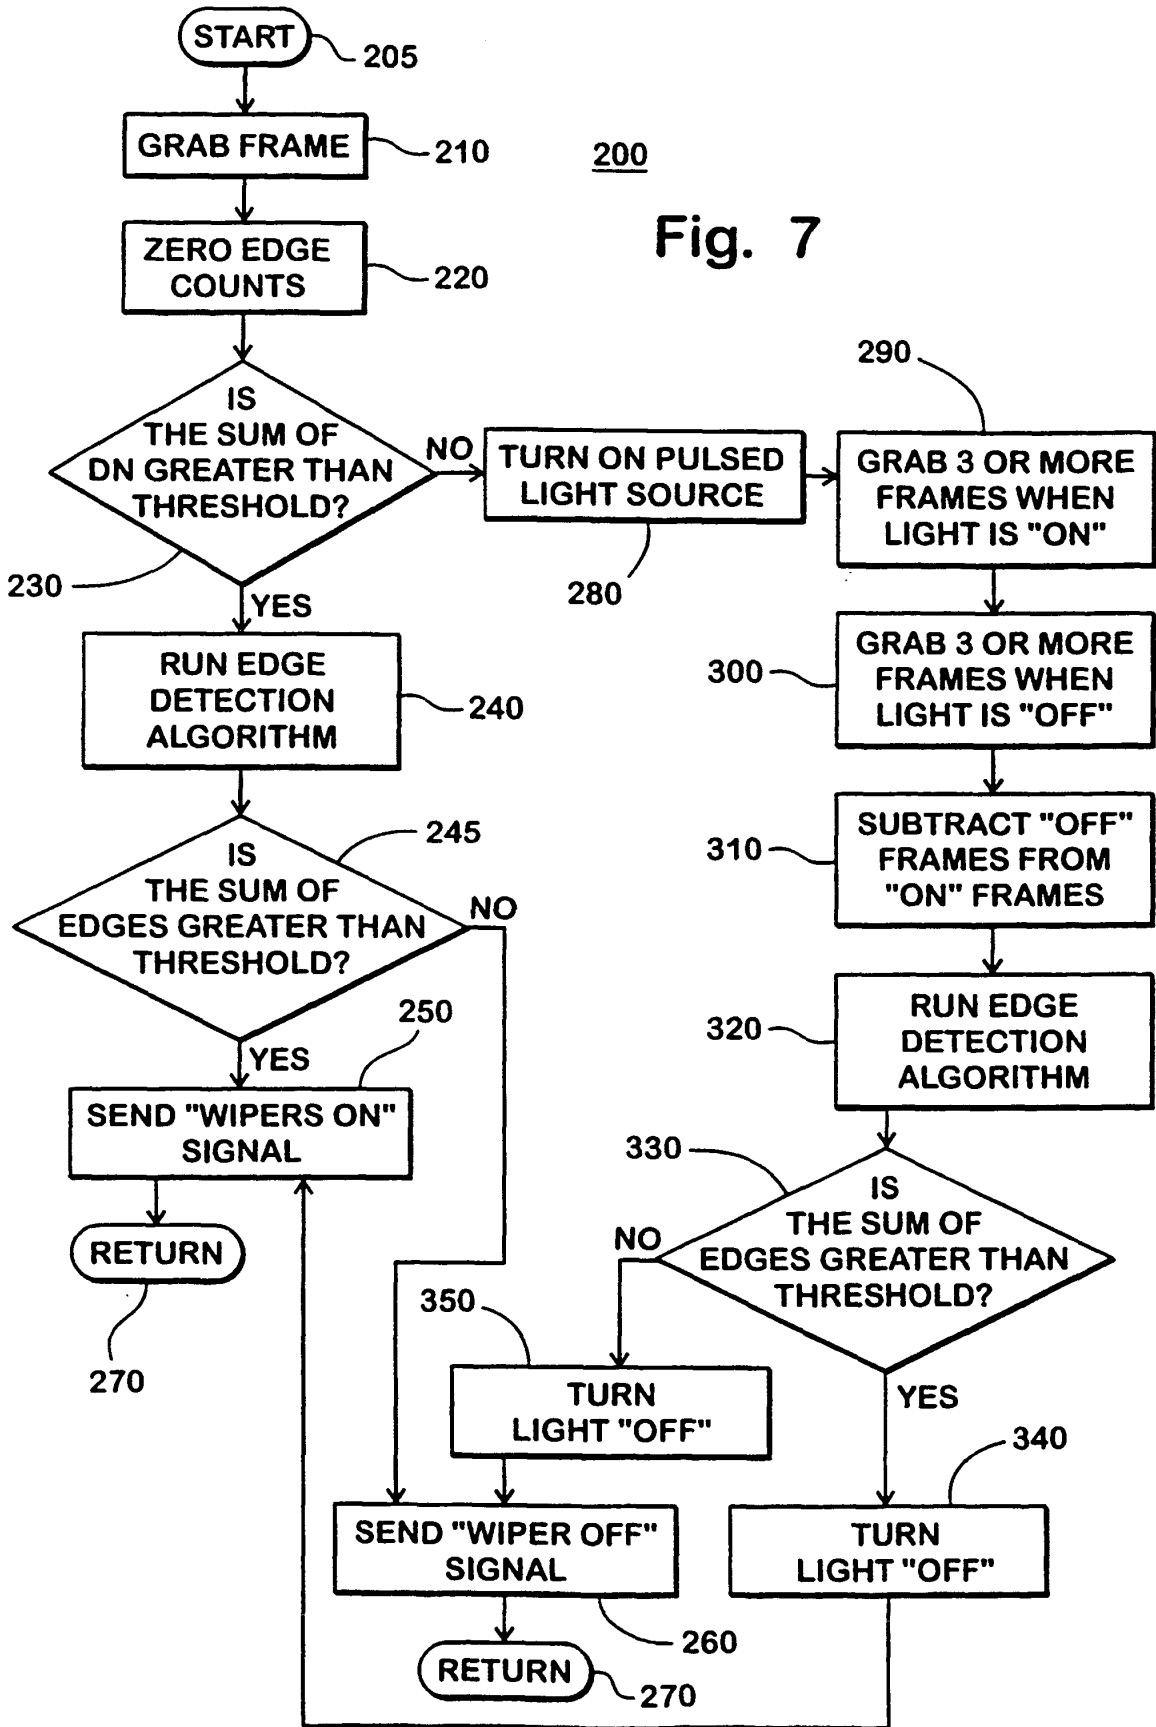 START
205
GRAB FRAME
210
200
Fig. 7
ZERO EDGE
COUNTS
220
IS
THE SUM OF
DN GREATER THAN
THRESHOLD?
230
NO
YES
TURN ON PULSED
LIGHT SOURCE
280
290
GRAB 3 OR MORE
FRAMES WHEN
LIGHT IS "ON"
GRAB 3 OR MORE
FRAMES WHEN
LIGHT IS "OFF"
300
SUBTRACT "OFF"
FRAMES FROM
"ON" FRAMES
310
RUN EDGE
DETECTION
ALGORITHM
320
RUN EDGE
DETECTION
ALGORITHM
240
245
IS
THE SUM OF
EDGES GREATER THAN
THRESHOLD?
NO
YES
250
SEND "WIPERS ON"
SIGNAL
RETURN
270
330
IS
THE SUM OF
EDGES GREATER THAN
THRESHOLD?
NO
YES
350
TURN
LIGHT "OFF"
340
TURN
LIGHT "OFF"
SEND "WIPER OFF"
SIGNAL
260
RETURN
270